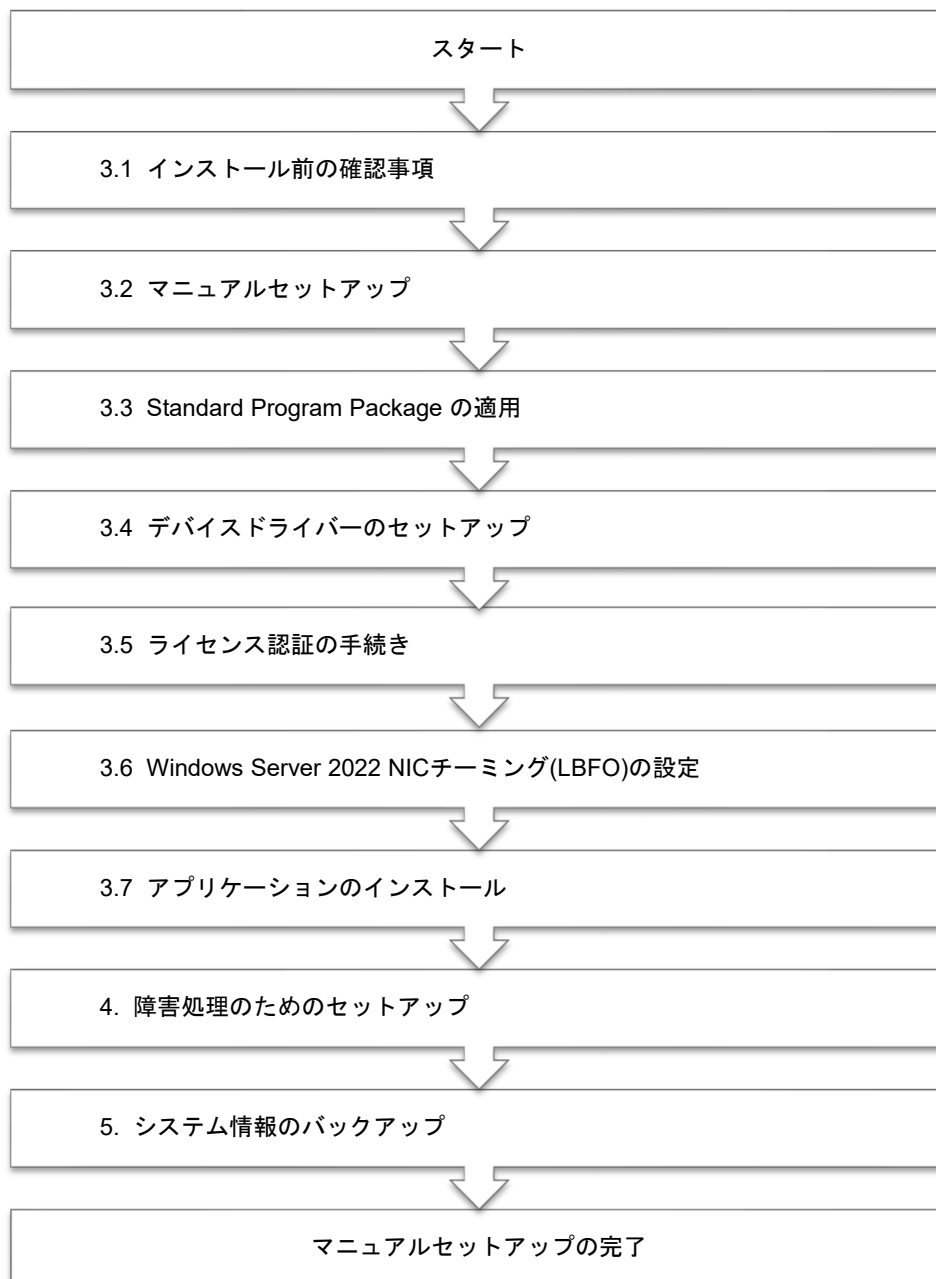 スタート
3.1 インストール前の確認事項
3.2 マニュアルセットアップ
3.3 Standard Program Package の適用
3.4 デバイスドライバーのセットアップ
3.5 ライセンス認証の手続き
3.6 Windows Server 2022 NICチーミング(LBFO)の設定
3.7 アプリケーションのインストール
4. 障害処理のためのセットアップ
5. システム情報のバックアップ
マニュアルセットアップの完了